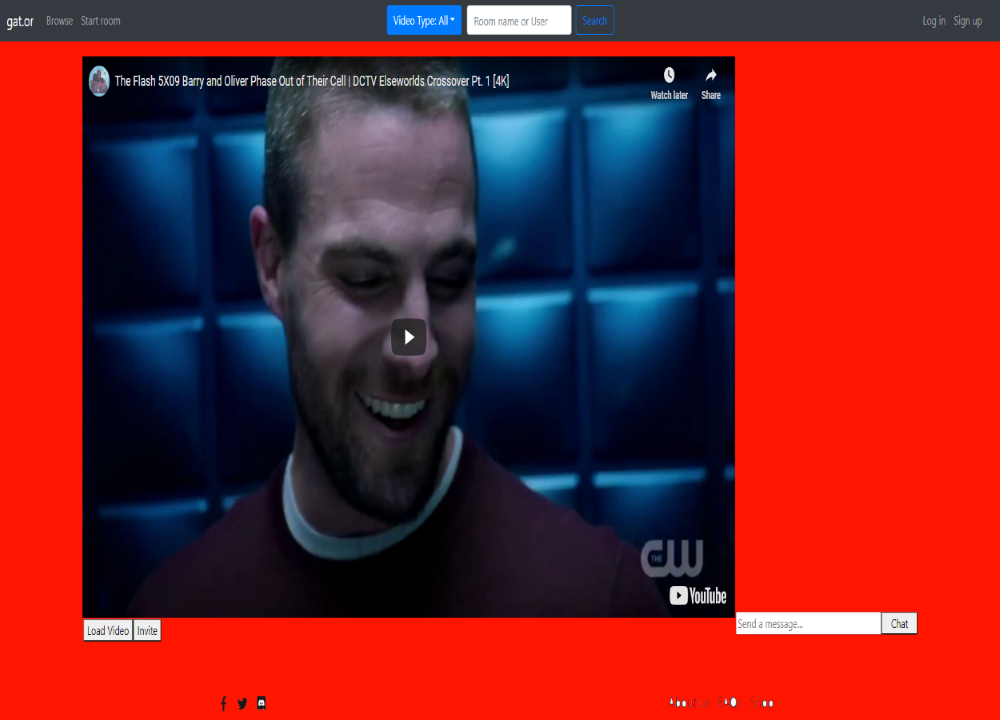 gat.or Browse Start room Video Type: All Room name or User Search Log in Sign up
The Flash 5X09 Barry and Oliver Phase Out of Their Cell | DCTV Elseworlds Crossover Pt. 1 [4K]
Watch later Share
THE CW
YouTube
Load Video Invite
Send a message... Chat